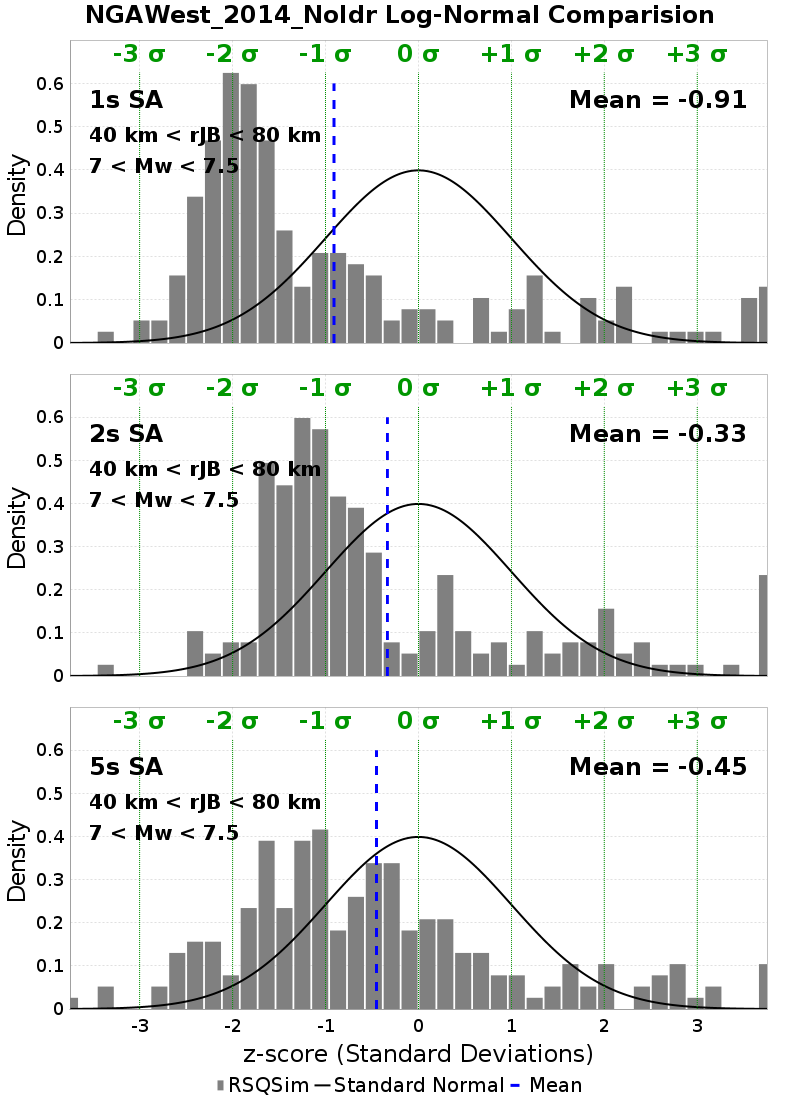 NGAWest_2014_NoIdr Log-Normal Comparision
-3 σ -2 σ -1 σ 0 σ +1 σ +2 σ +3 σ
1s SA Mean = -0.91
40 km < rJB < 80 km
7 < Mw < 7.5
Density
0.6
0.5
0.4
0.3
0.2
0.1
0
-3 σ -2 σ -1 σ 0 σ +1 σ +2 σ +3 σ
2s SA Mean = -0.33
40 km < rJB < 80 km
7 < Mw < 7.5
Density
0.6
0.5
0.4
0.3
0.2
0.1
0
-3 σ -2 σ -1 σ 0 σ +1 σ +2 σ +3 σ
5s SA Mean = -0.45
40 km < rJB < 80 km
7 < Mw < 7.5
Density
0.6
0.5
0.4
0.3
0.2
0.1
0
-3 -2 -1 0 1 2 3
z-score (Standard Deviations)
RSQSim Standard Normal Mean